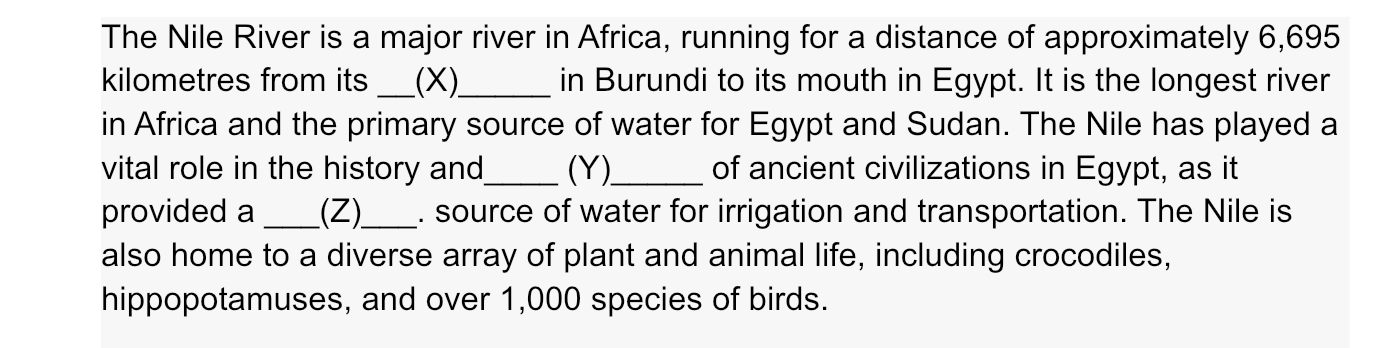 The Nile River is a major river in Africa, running for a distance of approximately 6,695
kilometres from its __(X)_____ in Burundi to its mouth in Egypt. It is the longest river
in Africa and the primary source of water for Egypt and Sudan. The Nile has played a
vital role in the history and____ (Y)_____ of ancient civilizations in Egypt, as it
provided a ___(Z)___. source of water for irrigation and transportation. The Nile is
also home to a diverse array of plant and animal life, including crocodiles,
hippopotamuses, and over 1,000 species of birds.